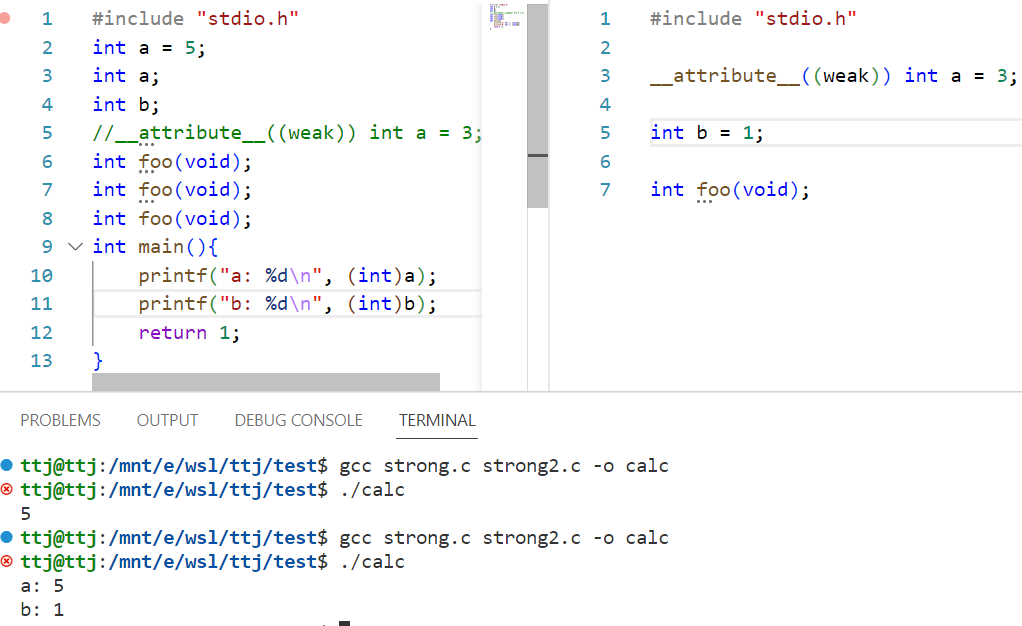 1 #include "stdio.h"
2 int a = 5;
3 int a;
4 int b;
5 //__attribute__((weak)) int a = 3;
6 int foo(void);
7 int foo(void);
8 int foo(void);
9 int main(){
10 printf("a: %d\n", (int)a);
11 printf("b: %d\n", (int)b);
12 return 1;
13 }
1 #include "stdio.h"
2
3 __attribute__((weak)) int a = 3;
4
5 int b = 1;
6
7 int foo(void);
PROBLEMS OUTPUT DEBUG CONSOLE TERMINAL
ttj@ttj:/mnt/e/wsl/ttj/test$ gcc strong.c strong2.c -o calc
ttj@ttj:/mnt/e/wsl/ttj/test$ ./calc
5
ttj@ttj:/mnt/e/wsl/ttj/test$ gcc strong.c strong2.c -o calc
ttj@ttj:/mnt/e/wsl/ttj/test$ ./calc
a: 5
b: 1